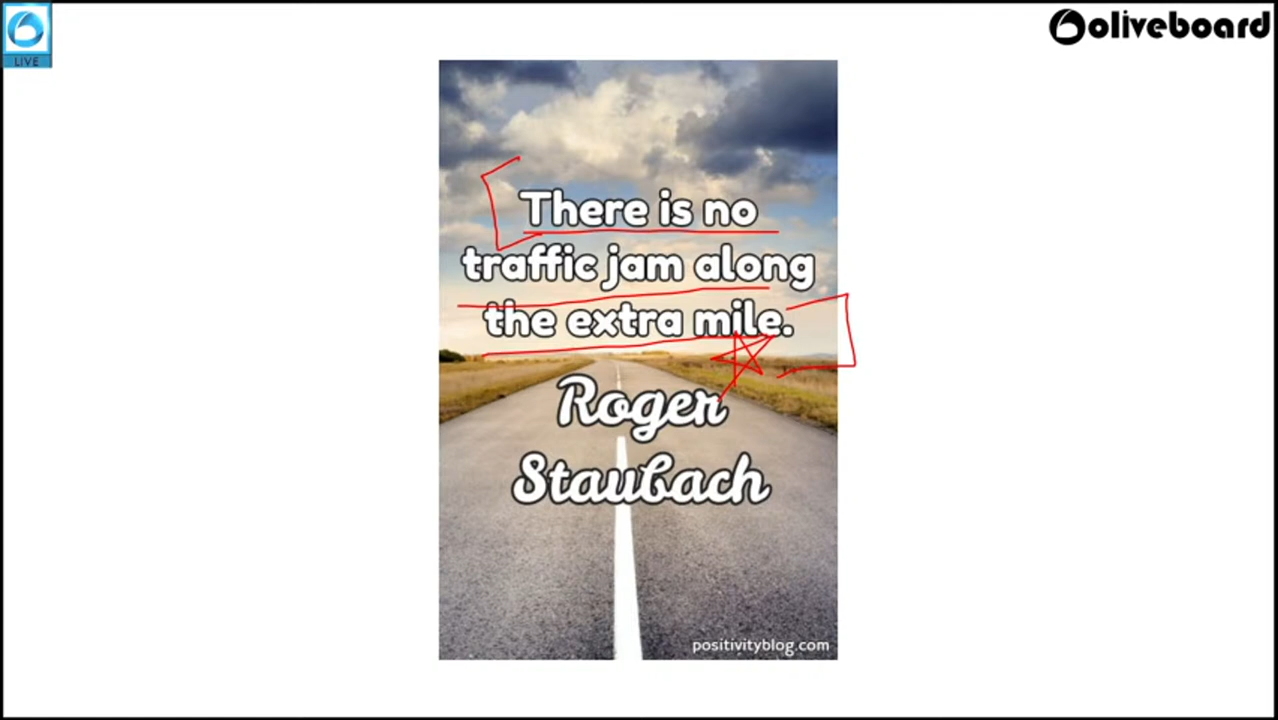 LIVE
oliveboard
There is no
traffic jam along
the extra mile.
Roger
Staubach
positivityblog.com